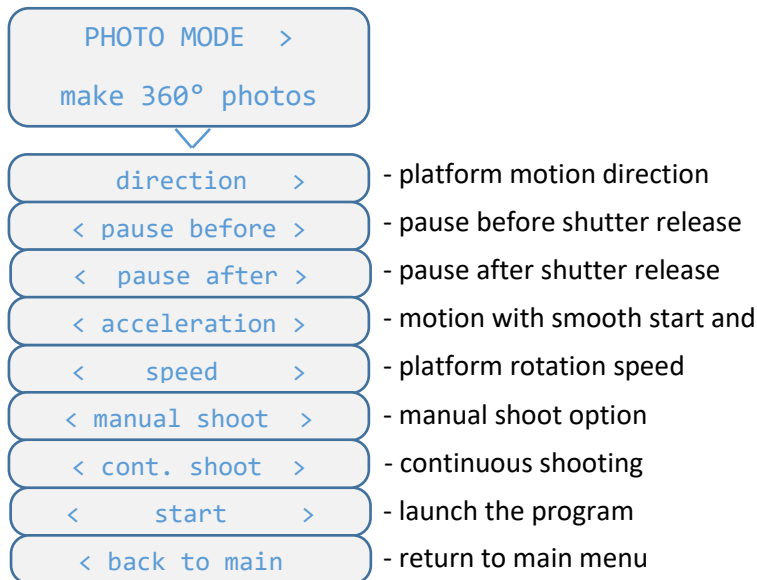 PHOTO MODE >
make 360° photos
direction > - platform motion direction
< pause before > - pause before shutter release
< pause after > - pause after shutter release
< acceleration > - motion with smooth start and
< speed > - platform rotation speed
< manual shoot > - manual shoot option
< cont. shoot > - continuous shooting
< start > - launch the program
< back to main - return to main menu